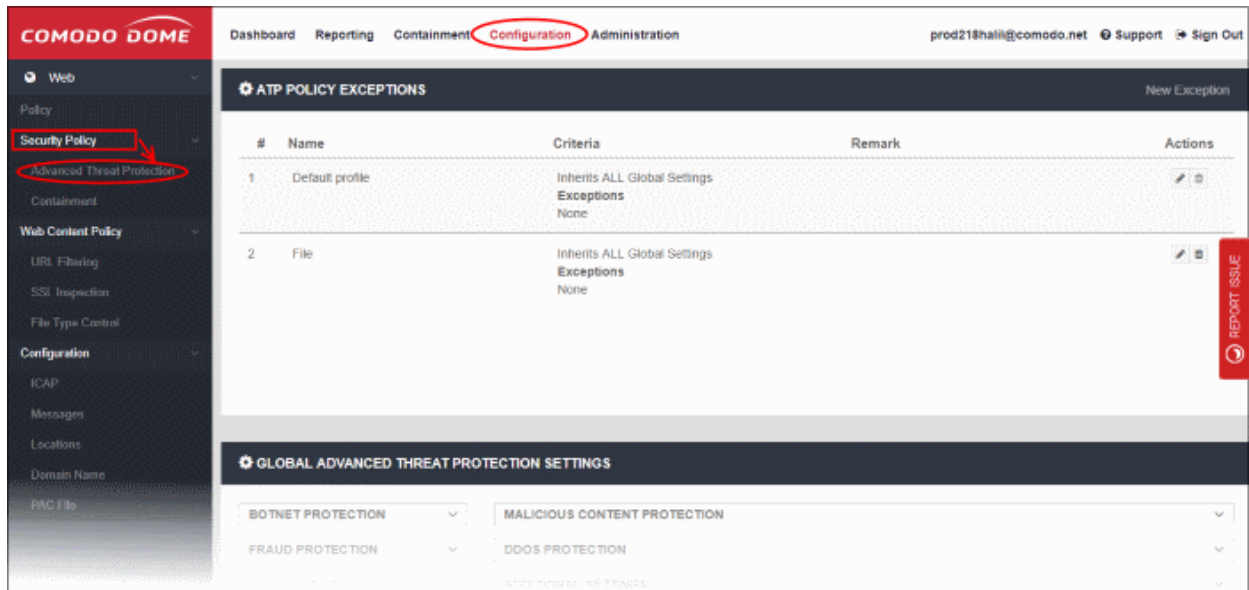 COMODO DOME
Dashboard Reporting Containment Configuration Administration prod218halil@comodo.net Support Sign Out
Web
Policy
Security Policy
Advanced Threat Protection
Containment
Web Content Policy
URL Filtering
SSL Inspection
File Type Control
Configuration
ICAP
Messages
Locations
Domain Name
PAC File
ATP POLICY EXCEPTIONS New Exception
# Name Criteria Remark Actions
1 Default profile Inherits ALL Global Settings
Exceptions
None
2 File Inherits ALL Global Settings
Exceptions
None
REPORT ISSUE
GLOBAL ADVANCED THREAT PROTECTION SETTINGS
BOTNET PROTECTION MALICIOUS CONTENT PROTECTION
FRAUD PROTECTION DDOS PROTECTION